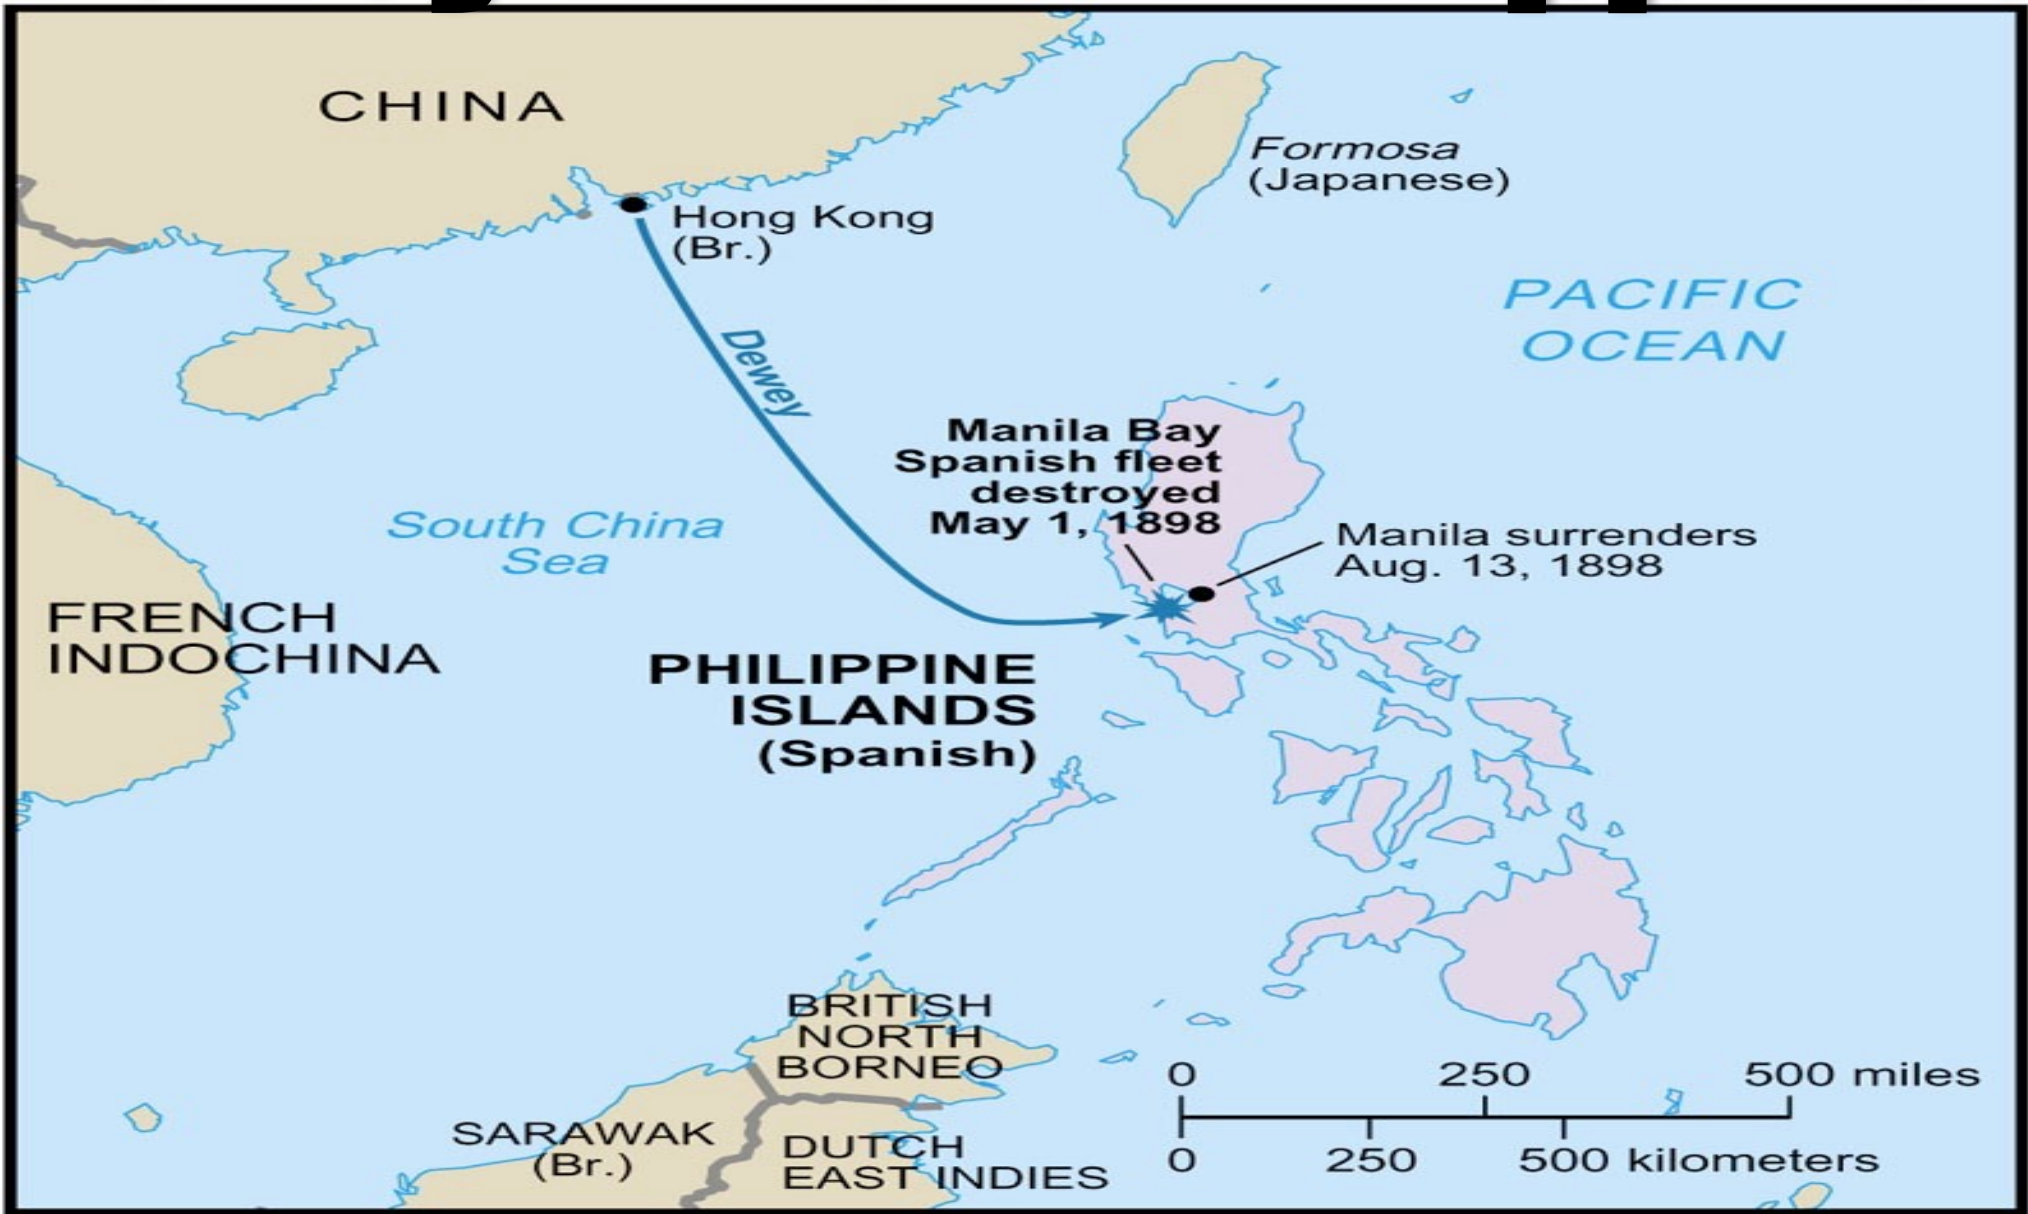 CHINA
Formosa
(Japanese)
Hong Kong
(Br.)
PACIFIC
OCEAN
Dewey
Manila Bay
Spanish fleet
destroyed
May 1, 1898
South China
Sea
Manila surrenders
Aug. 13, 1898
FRENCH
INDOCHINA
PHILIPPINE
ISLANDS
(Spanish)
BRITISH
NORTH
BORNEO
SARAWAK
(Br.)
DUTCH
EAST INDIES
0 250 500 miles
0 250 500 kilometers